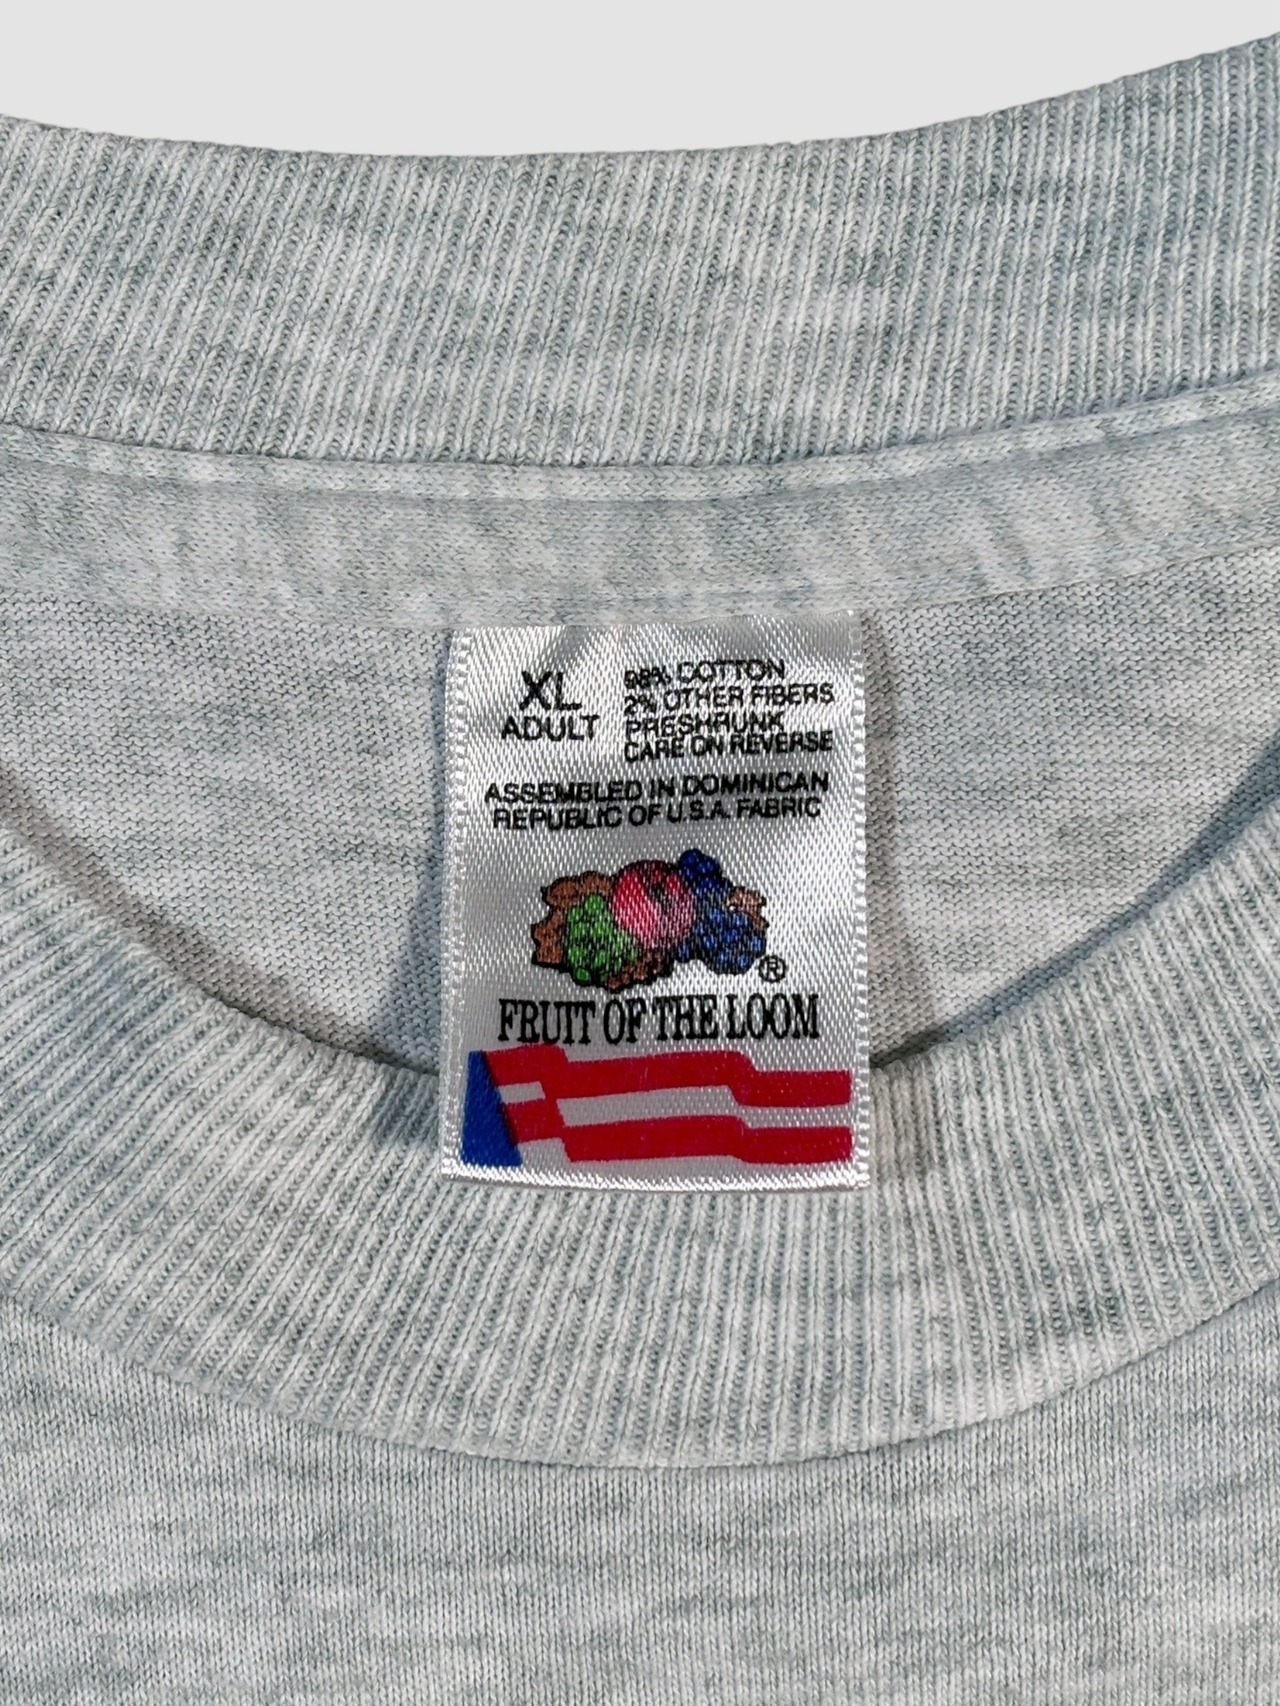 XL
ADULT
98% COTTON
2% OTHER FIBERS
PRESHRUNK
CARE ON REVERSE
ASSEMBLED IN DOMINICAN
REPUBLIC OF U.S.A. FABRIC
®
FRUIT OF THE LOOM